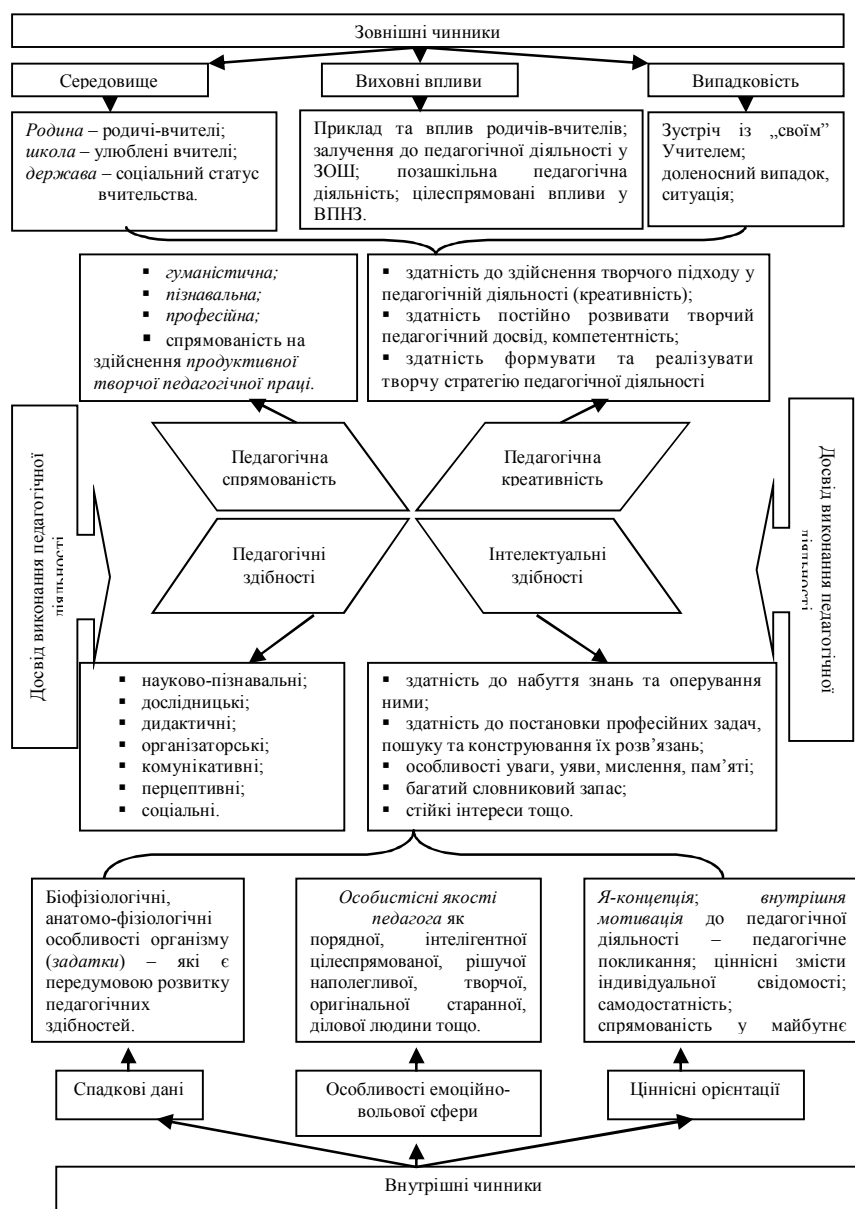 Зовнішні чинники
Середовище
Виховні впливи
Випадковість
Родина – родичі-вчителі;
школа – улюблені вчителі;
держава – соціальний статус
вчительства.
Приклад та вплив родичів-вчителів;
залучення до педагогічної діяльності у
ЗОШ; позашкільна педагогічна
діяльність; цілеспрямовані впливи у
ВПНЗ.
Зустріч із „своїм”
Учителем;
доленосний випадок,
ситуація;
▪ гуманістична;
▪ пізнавальна;
▪ професійна;
▪ спрямованість на
здійснення продуктивної
творчої педагогічної праці.
▪ здатність до здійснення творчого підходу у
педагогічній діяльності (креативність);
▪ здатність постійно розвивати творчий
педагогічний досвід, компетентність;
▪ здатність формувати та реалізувати
творчу стратегію педагогічної діяльності
Досвід виконання педагогічної
діяльності
Педагогічна
спрямованість
Педагогічна
креативність
Педагогічні
здібності
Інтелектуальні
здібності
Досвід виконання педагогічної
діяльності
▪ науково-пізнавальні;
▪ дослідницькі;
▪ дидактичні;
▪ організаторські;
▪ комунікативні;
▪ перцептивні;
▪ соціальні.
▪ здатність до набуття знань та оперування
ними;
▪ здатність до постановки професійних задач,
пошуку та конструювання їх розв’язань;
▪ особливості уваги, уяви, мислення, пам’яті;
▪ багатий словниковий запас;
▪ стійкі інтереси тощо.
Біофізіологічні,
анатомо-фізіологічні
особливості організму
(задатки) – які є
передумовою розвитку
педагогічних
здібностей.
Особистісні якості
педагога як
порядної, інтелігентної
цілеспрямованої, рішучої
наполегливої, творчої,
оригінальної старанної,
ділової людини тощо.
Я-концепція; внутрішня
мотивація до педагогічної
діяльності – педагогічне
покликання; ціннісні змісти
індивідуальної свідомості;
самодостатність;
спрямованість у майбутнє
Спадкові дані
Особливості емоційно-
вольової сфери
Ціннісні орієнтації
Внутрішні чинники